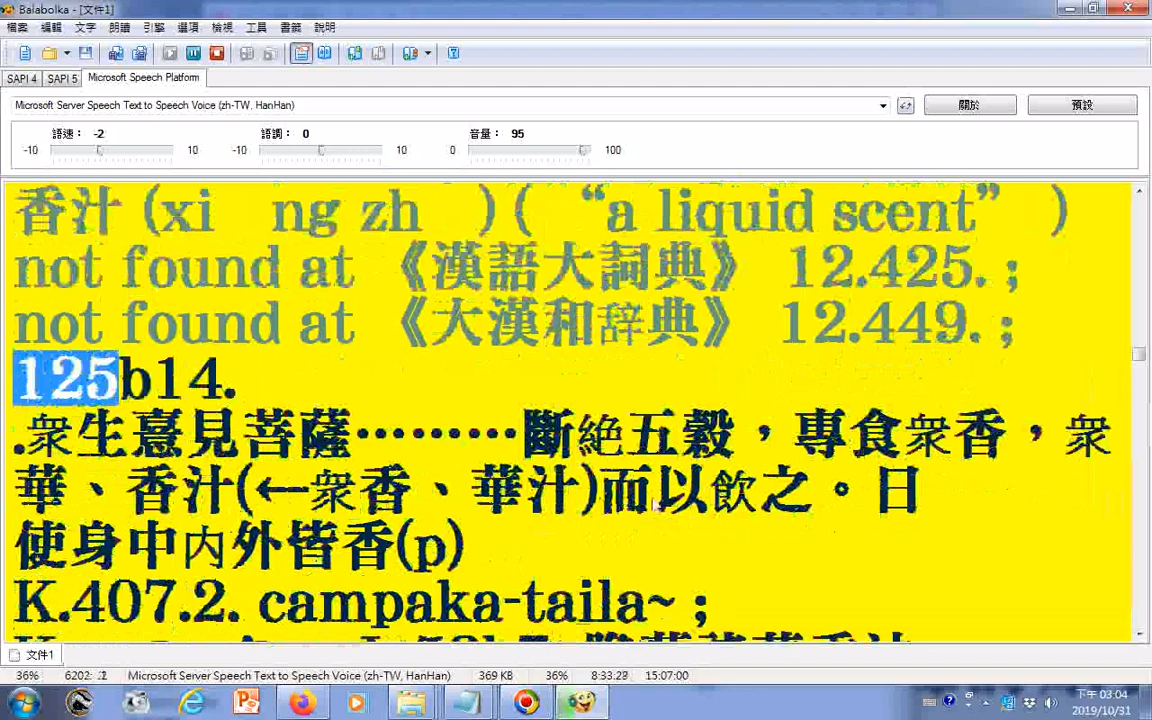 Balabolka - [文件1]
檔案 編輯 文字 朗讀 引擎 選項 檢視 工具 書籤 說明
SAPI 4 SAPI 5 Microsoft Speech Platform
Microsoft Server Speech Text to Speech Voice (zh-TW, HanHan) 關於 預設
語速： -2 語調： 0 音量： 95
-10 10 -10 10 0 100
香汁 (xi ng zh )( “a liquid scent” )
not found at 《漢語大詞典》 12.425. ;
not found at 《大漢和辞典》 12.449. ;
125b14.
.衆生憙見菩薩………斷絶五穀，專食衆香，衆
華、香汁(←衆香、華汁)而以飲之。日
使身中内外皆香(p)
K.407.2. campaka-taila~ ;
文件1
36% 6202: Microsoft Server Speech Text to Speech Voice (zh-TW, HanHan) 369 KB 36% 8:33:23 15:07:00
下午 03:04
2019/10/31